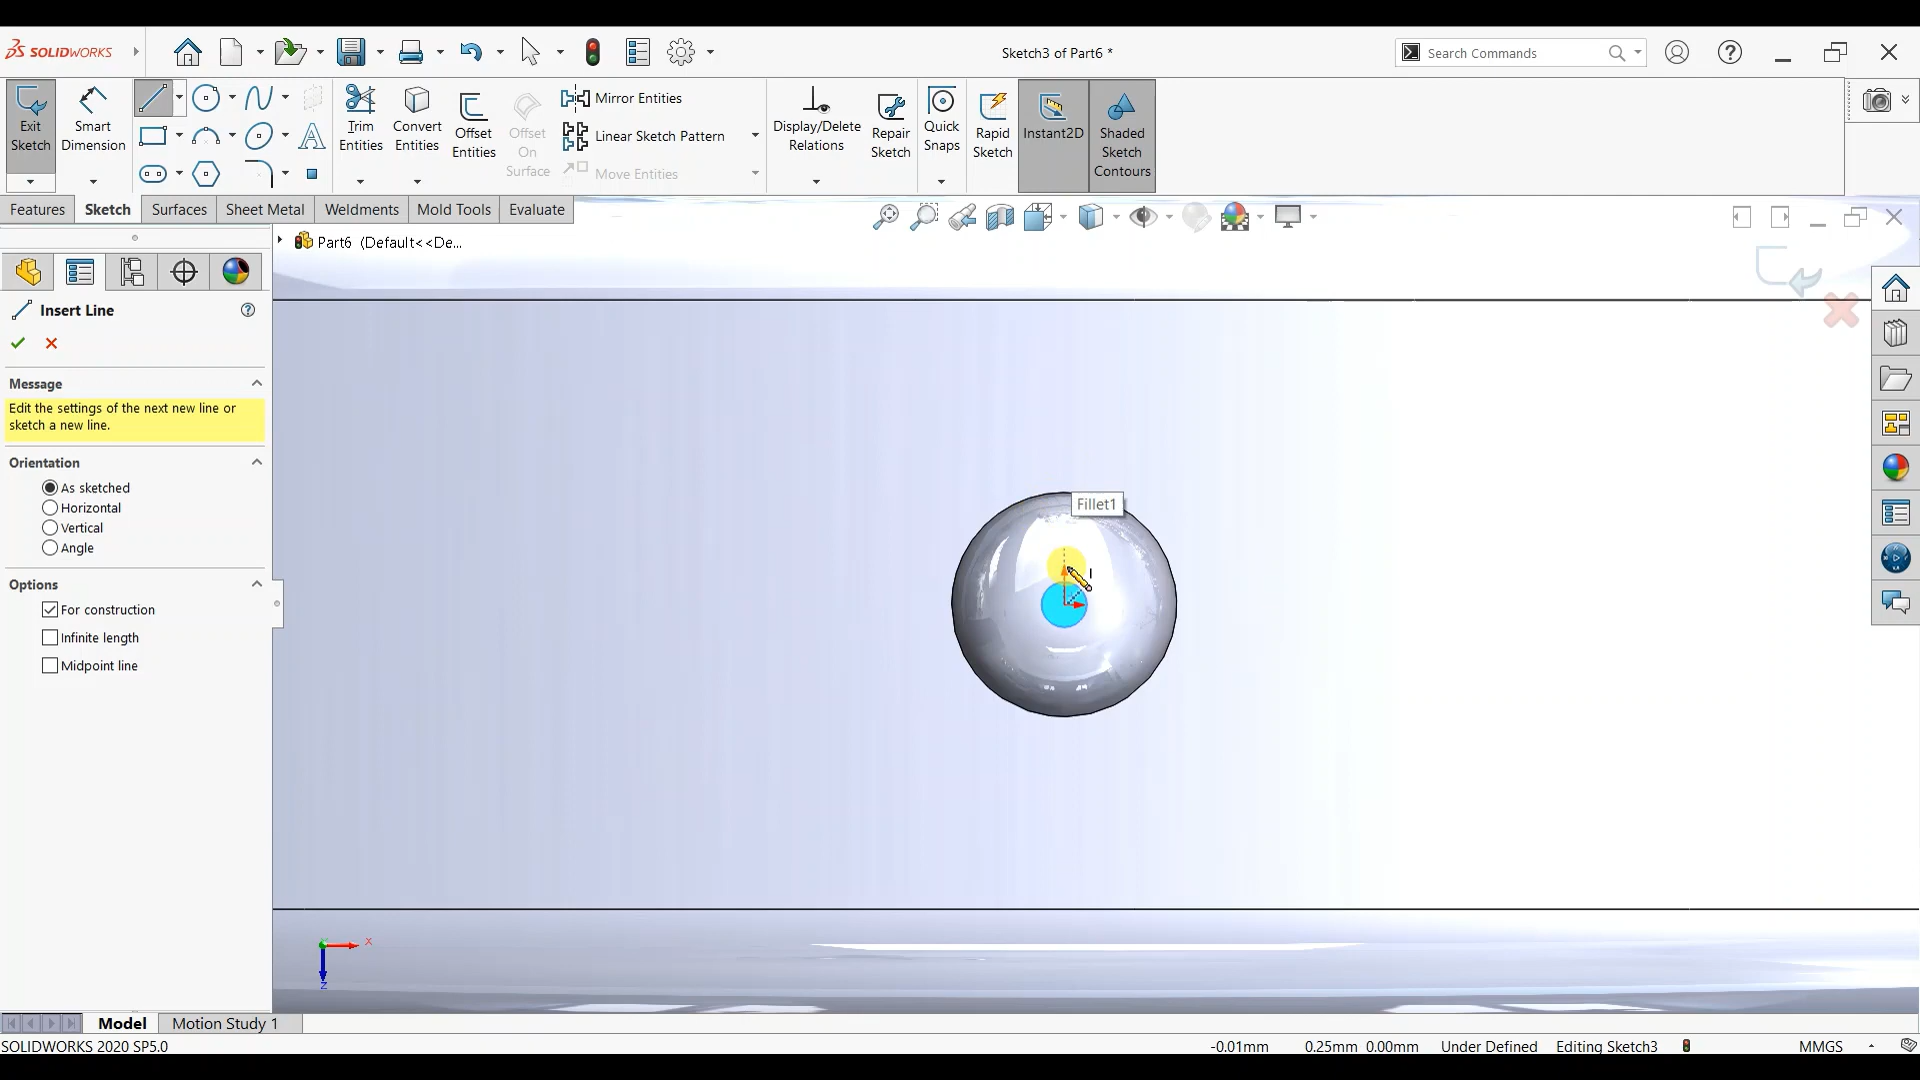 SOLIDWORKS
Sketch3 of Part6 *
Search Commands
Exit Sketch
Smart Dimension
Trim Entities
Convert Entities
Offset Entities
Offset On Surface
Mirror Entities
Linear Sketch Pattern
Move Entities
Display/Delete Relations
Repair Sketch
Quick Snaps
Rapid Sketch
Instant2D
Shaded Sketch Contours
Features
Sketch
Surfaces
Sheet Metal
Weldments
Mold Tools
Evaluate
Part6 (Default<<De...
Insert Line
Message
Edit the settings of the next new line or
sketch a new line.
Orientation
As sketched
Horizontal
Vertical
Angle
Options
For construction
Infinite length
Midpoint line
Fillet1
X
Z
Model
Motion Study 1
SOLIDWORKS 2020 SP5.0
-0.01mm
0.25mm
0.00mm
Under Defined
Editing Sketch3
MMGS